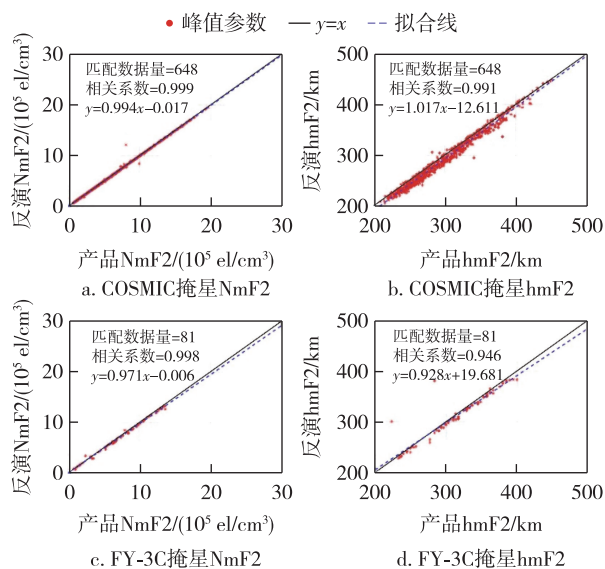 峰值参数 y=x 拟合线
反演NmF2/(10⁵ el/cm³)
30
20
10
0
匹配数据量=648
相关系数=0.999
y=0.994x−0.017
0 10 20 30
产品NmF2/(10⁵ el/cm³)
a. COSMIC掩星NmF2
反演hmF2/km
500
400
300
200
匹配数据量=648
相关系数=0.991
y=1.017x−12.611
200 300 400 500
产品hmF2/km
b. COSMIC掩星hmF2
反演NmF2/(10⁵ el/cm³)
30
20
10
0
匹配数据量=81
相关系数=0.998
y=0.971x−0.006
0 10 20 30
产品NmF2/(10⁵ el/cm³)
c. FY-3C掩星NmF2
反演hmF2/km
500
400
300
200
匹配数据量=81
相关系数=0.946
y=0.928x+19.681
200 300 400 500
产品hmF2/km
d. FY-3C掩星hmF2